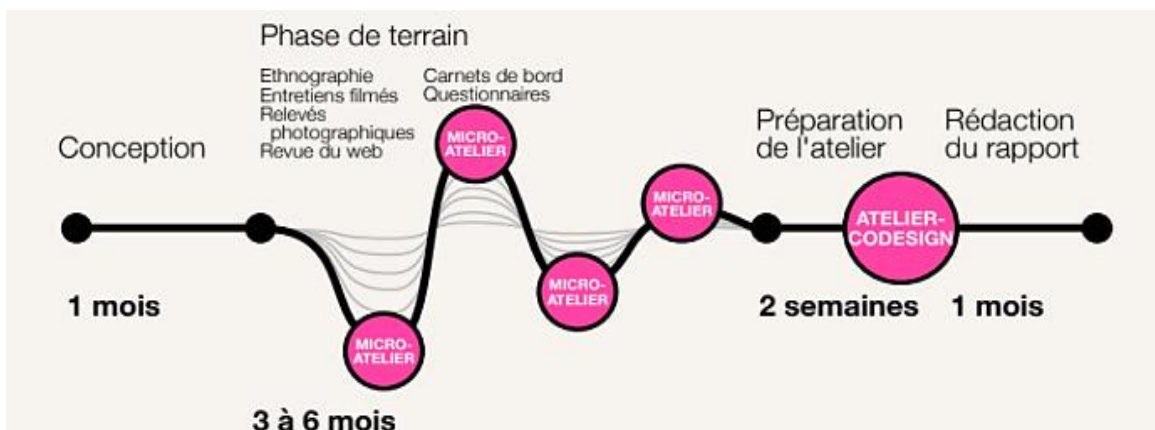 Phase de terrain
Ethnographie
Entretiens filmés
Relevés
photographiques
Revue du web
Carnets de bord
Questionnaires
Conception
MICRO-
ATELIER
Préparation
de l'atelier
Rédaction
du rapport
MICRO-
ATELIER
ATELIER-
CODESIGN
MICRO-
ATELIER
1 mois
2 semaines
1 mois
MICRO-
ATELIER
3 à 6 mois